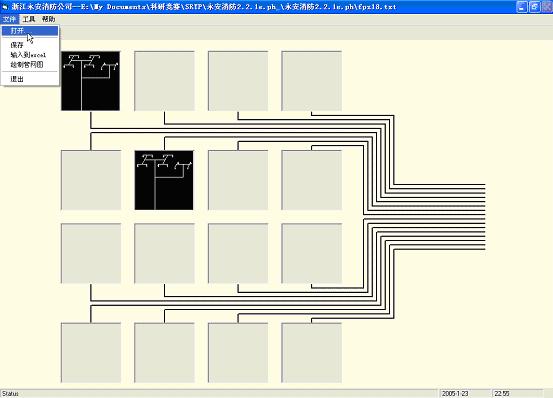 浙江永安消防公司--E:\My Documents\科研竞赛\SRTP\永安消防2.2.1e.ph_\永安消防2.2.1e.ph\fpx18.txt
文件 工具 帮助
打开
保存
输入到excel
绘制管网图
退出
Status 2005-1-23 22:55